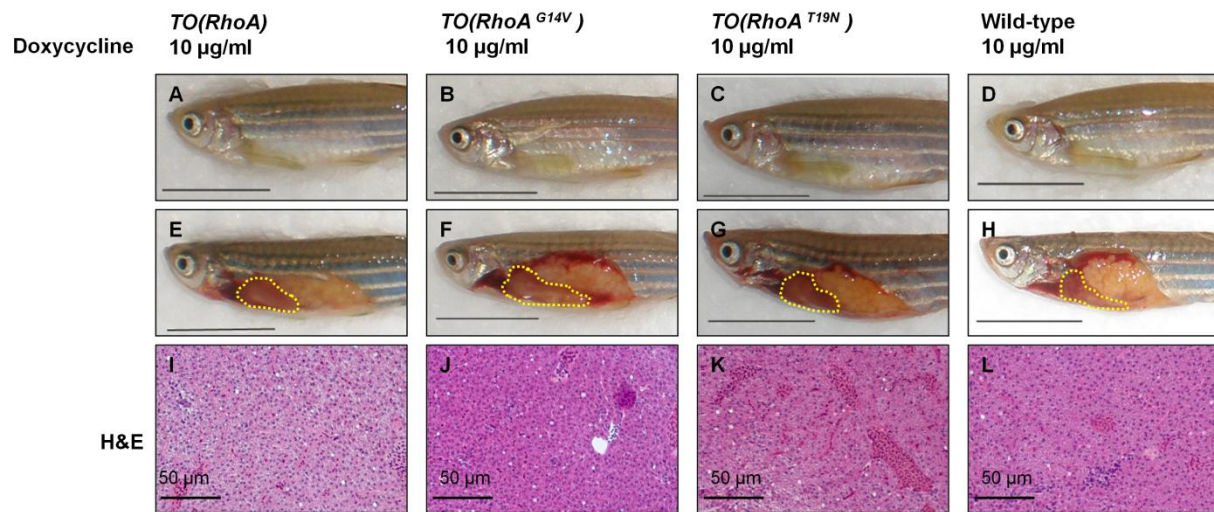 TO(RhoA) TO(RhoA G14V ) TO(RhoA T19N ) Wild-type
Doxycycline 10 µg/ml 10 µg/ml 10 µg/ml 10 µg/ml
A B C D
E F G H
I J K L
H&E
50 µm 50 µm 50 µm 50 µm